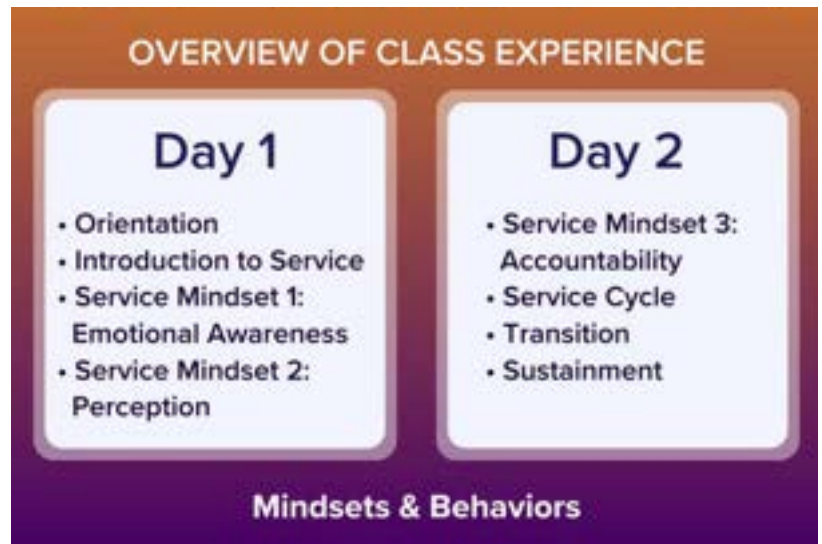 OVERVIEW OF CLASS EXPERIENCE
Day 1
• Orientation
• Introduction to Service
• Service Mindset 1:
Emotional Awareness
• Service Mindset 2:
Perception
Day 2
• Service Mindset 3:
Accountability
• Service Cycle
• Transition
• Sustainment
Mindsets & Behaviors